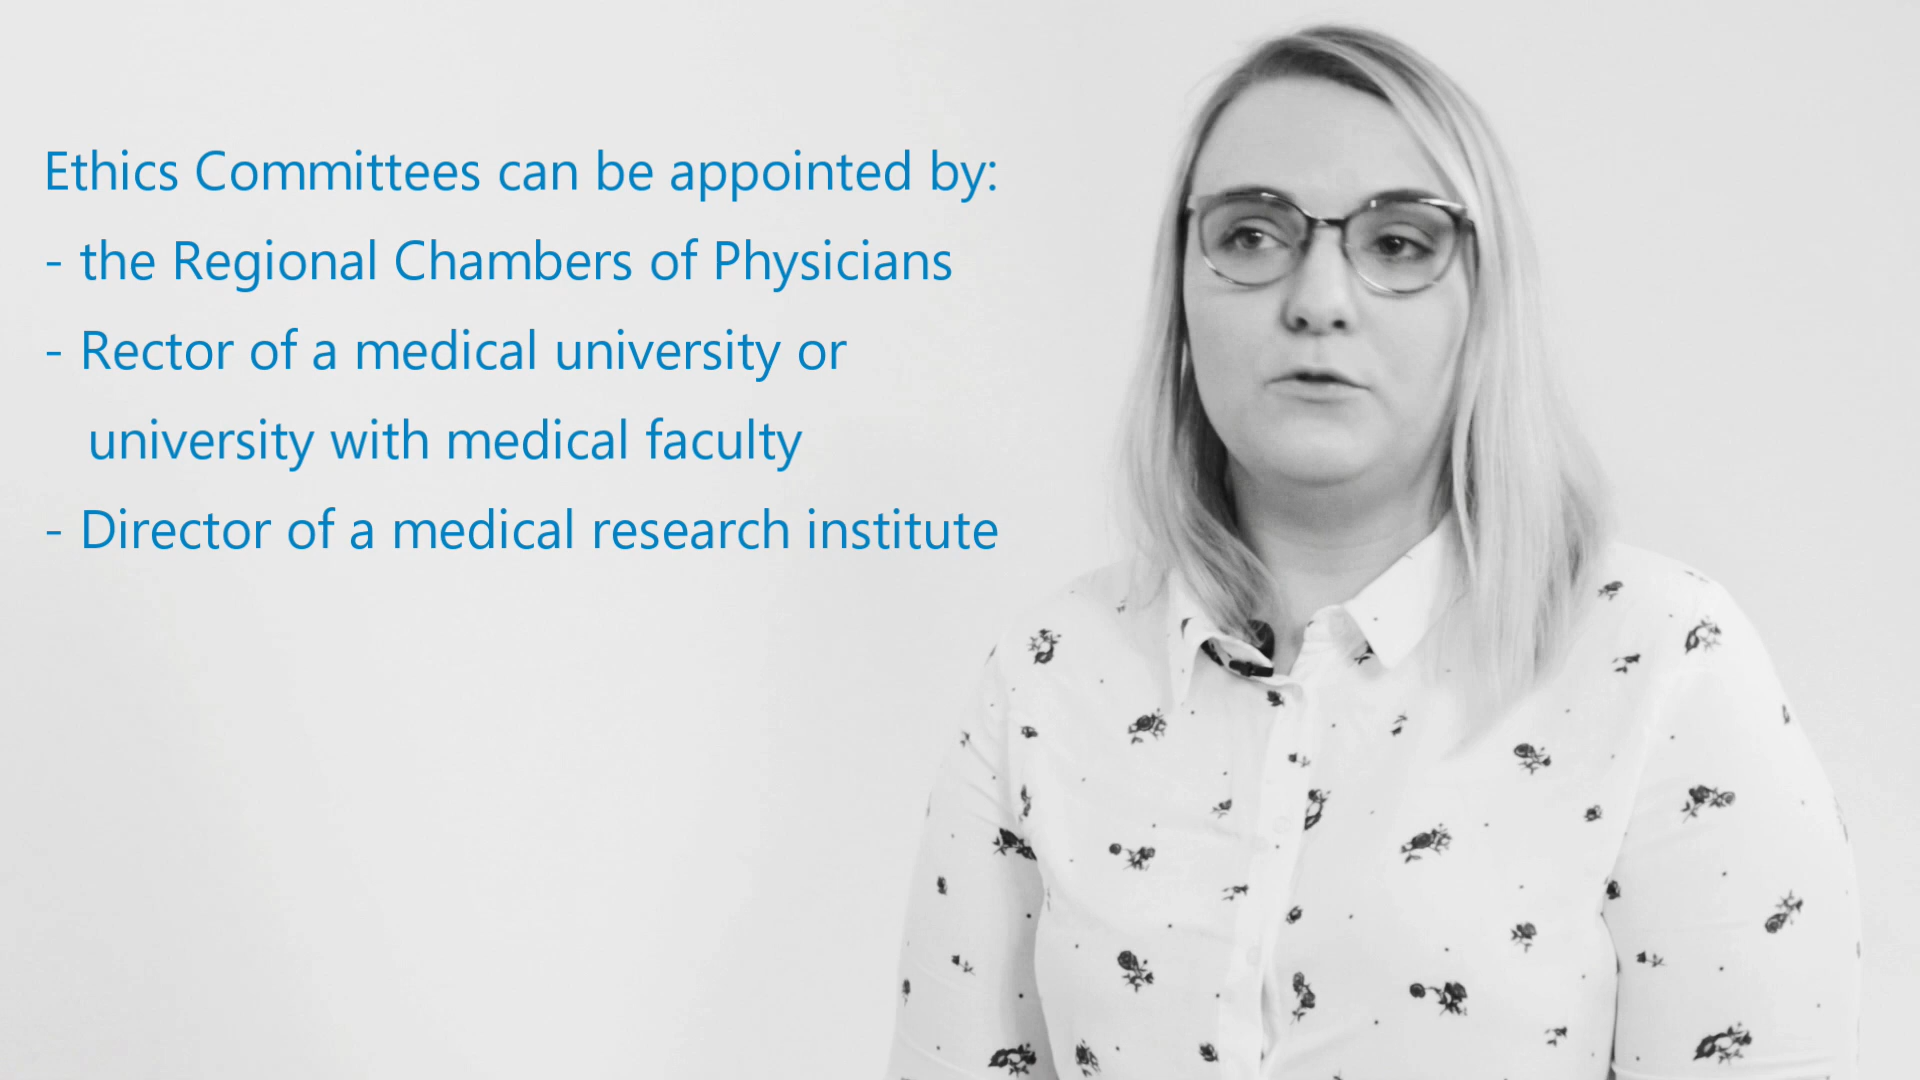 Ethics Committees can be appointed by:
- the Regional Chambers of Physicians
- Rector of a medical university or
university with medical faculty
- Director of a medical research institute